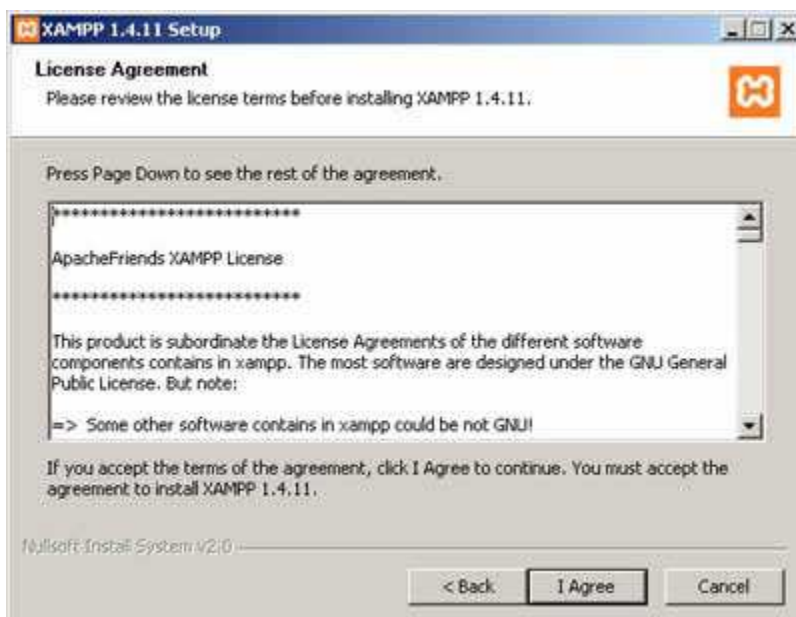 XAMPP 1.4.11 Setup
License Agreement
Please review the license terms before installing XAMPP 1.4.11.
Press Page Down to see the rest of the agreement.
**************************
ApacheFriends XAMPP License
**************************
This product is subordinate the License Agreements of the different software
components contains in xampp. The most software are designed under the GNU General
Public License. But note:
=> Some other software contains in xampp could be not GNU!
If you accept the terms of the agreement, click I Agree to continue. You must accept the
agreement to install XAMPP 1.4.11.
Nullsoft Install System v2.0
< Back I Agree Cancel